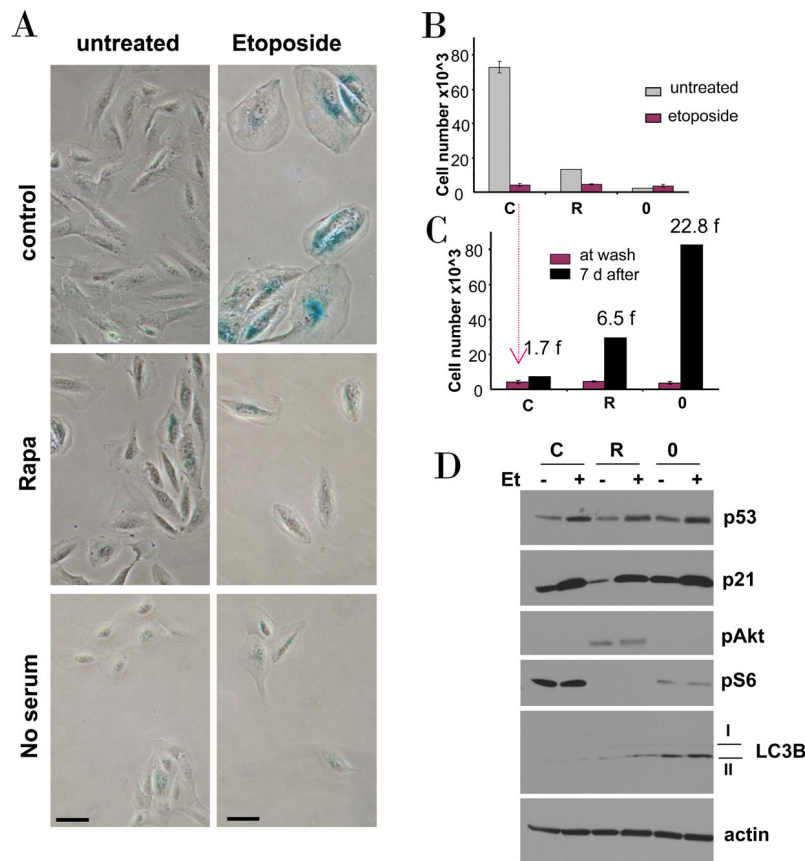 A
untreated
Etoposide
control
Rapa
No serum
B
Cell number x10^3
80
60
40
20
0
untreated
etoposide
C
R
0
C
Cell number x10^3
80
60
40
20
0
at wash
7 d after
1.7 f
6.5 f
22.8 f
C
R
0
D
C R 0
Et - + - + - +
p53
p21
pAkt
pS6
I
LC3B
II
actin